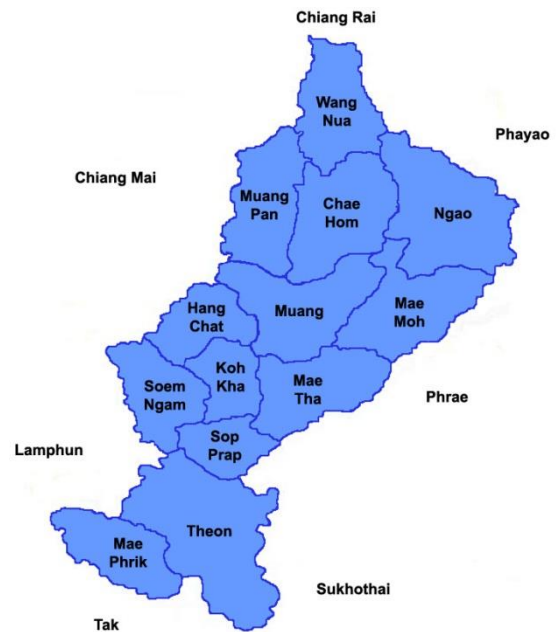 Chiang Rai
Wang
Nua
Phayao
Chiang Mai
Muang
Pan
Chae
Hom
Ngao
Hang
Chat
Muang
Mae
Moh
Koh
Kha
Mae
Tha
Soem
Ngam
Phrae
Sop
Prap
Lamphun
Theon
Mae
Phrik
Sukhothai
Tak